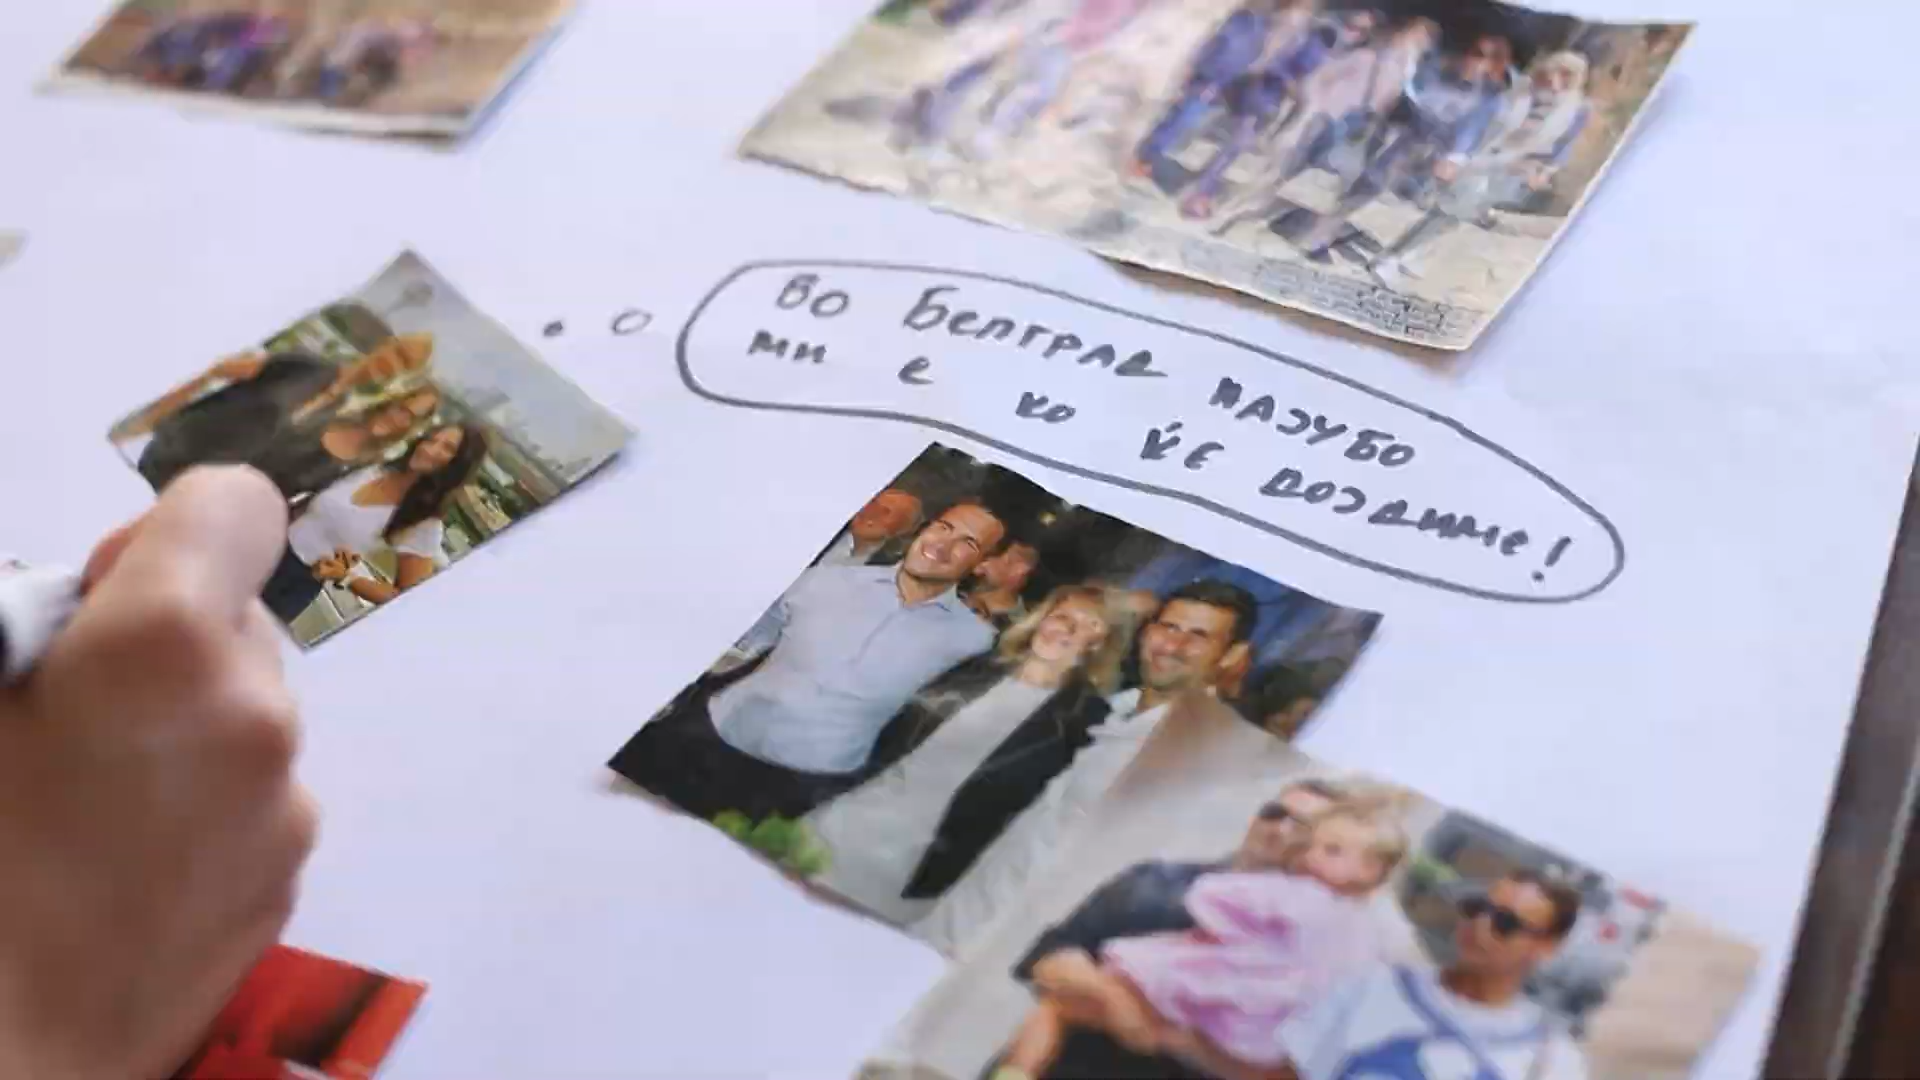 Во Белград најубо
ми е ко ќе дојдиме!